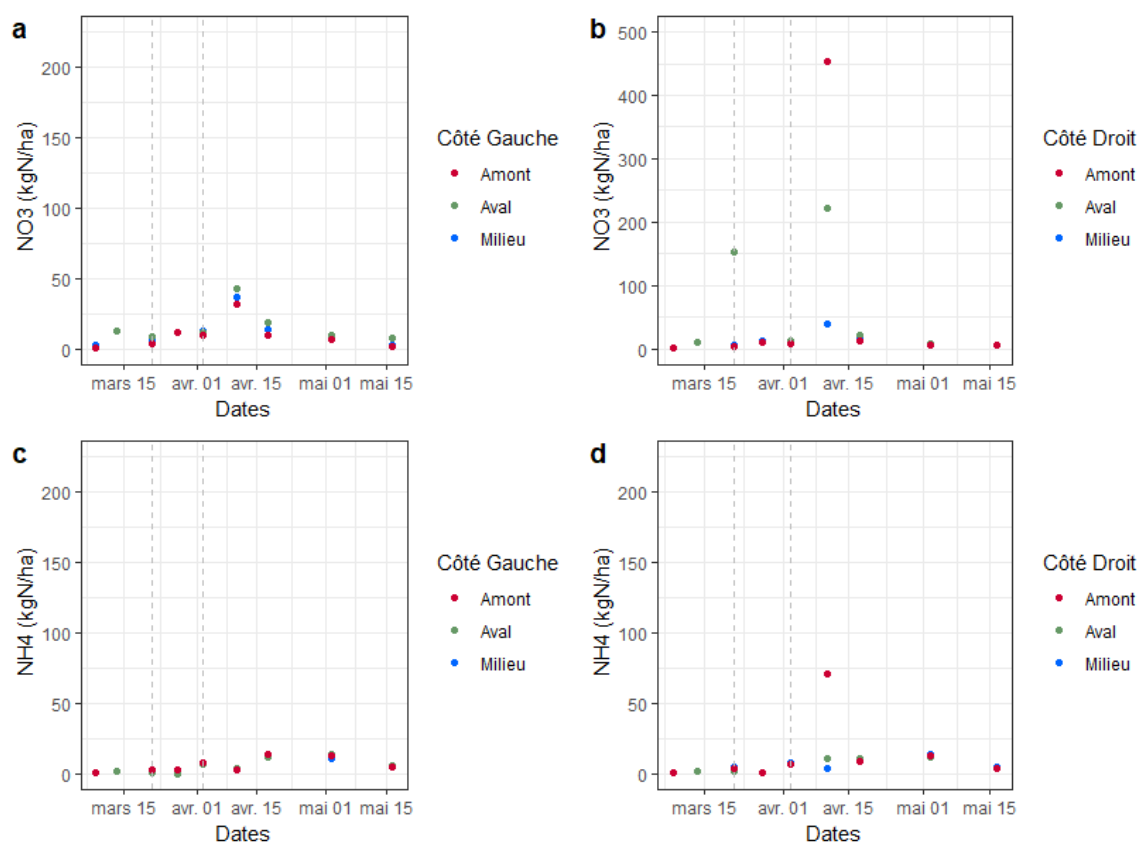 a
NO3 (kgN/ha)
200
150
100
50
0
mars 15
avr. 01
avr. 15
mai 01
mai 15
Dates
Côté Gauche
Amont
Aval
Milieu
b
NO3 (kgN/ha)
500
400
300
200
100
0
mars 15
avr. 01
avr. 15
mai 01
mai 15
Dates
Côté Droit
Amont
Aval
Milieu
c
NH4 (kgN/ha)
200
150
100
50
0
mars 15
avr. 01
avr. 15
mai 01
mai 15
Dates
Côté Gauche
Amont
Aval
Milieu
d
NH4 (kgN/ha)
200
150
100
50
0
mars 15
avr. 01
avr. 15
mai 01
mai 15
Dates
Côté Droit
Amont
Aval
Milieu